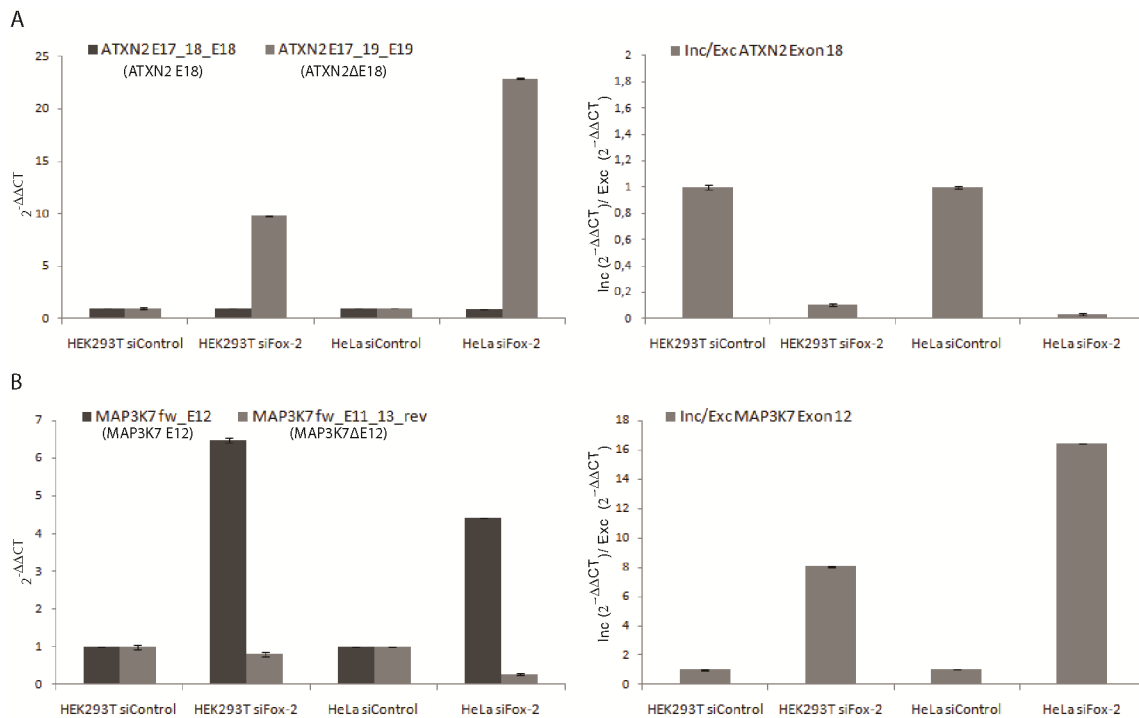 A
ATXN2 E17_18_E18 ATXN2 E17_19_E19
(ATXN2 E18) (ATXN2ΔE18)
2^-ΔΔCT
25
20
15
10
5
0
HEK293T siControl HEK293T siFox-2 HeLa siControl HeLa siFox-2
Inc/Exc ATXN2 Exon 18
Inc (2^-ΔΔCT)/ Exc (2^-ΔΔCT)
2
1,8
1,6
1,4
1,2
1
0,8
0,6
0,4
0,2
0
HEK293T siControl HEK293T siFox-2 HeLa siControl HeLa siFox-2
B
MAP3K7 fw_E12 MAP3K7 fw_E11_13_rev
(MAP3K7 E12) (MAP3K7ΔE12)
2^-ΔΔCT
7
6
5
4
3
2
1
0
HEK293T siControl HEK293T siFox-2 HeLa siControl HeLa siFox-2
Inc/Exc MAP3K7 Exon 12
Inc (2^-ΔΔCT)/ Exc (2^-ΔΔCT)
18
16
14
12
10
8
6
4
2
0
HEK293T siControl HEK293T siFox-2 HeLa siControl HeLa siFox-2